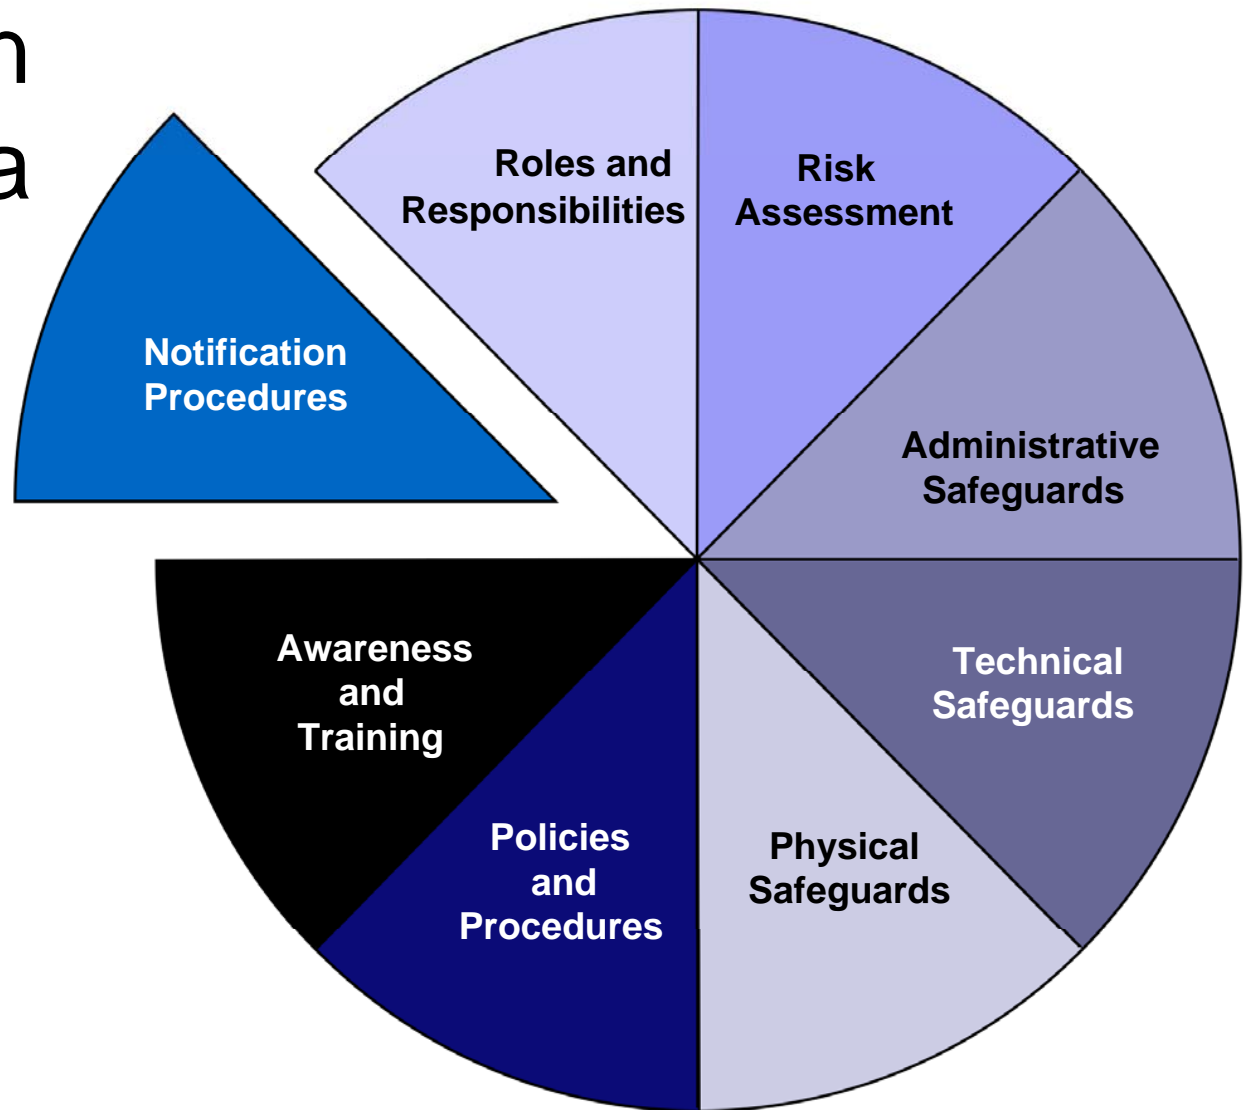 n
a
Roles and
Responsibilities
Risk
Assessment
Notification
Procedures
Administrative
Safeguards
Awareness
and
Training
Technical
Safeguards
Policies
and
Procedures
Physical
Safeguards